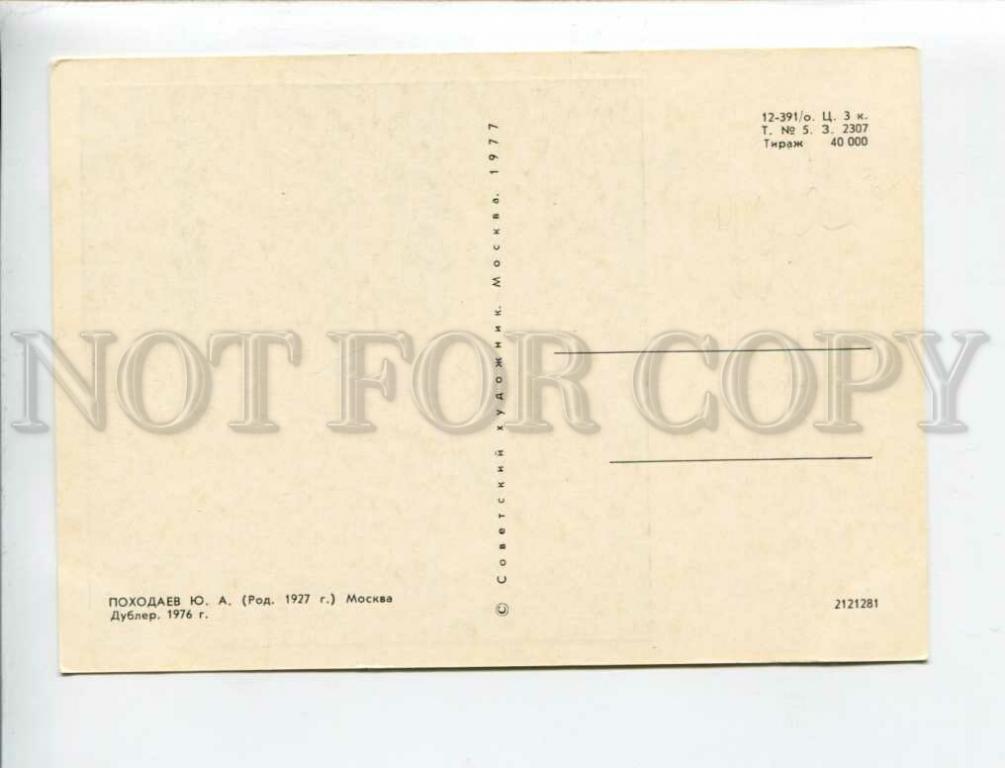 12-391/о. Ц. 3 к.
Т. № 5. З. 2307
Тираж 40 000
© Советский художник. Москва. 1977
NOT FOR COPY
ПОХОДАЕВ Ю. А. (Род. 1927 г.) Москва
Дублер. 1976 г.
2121281